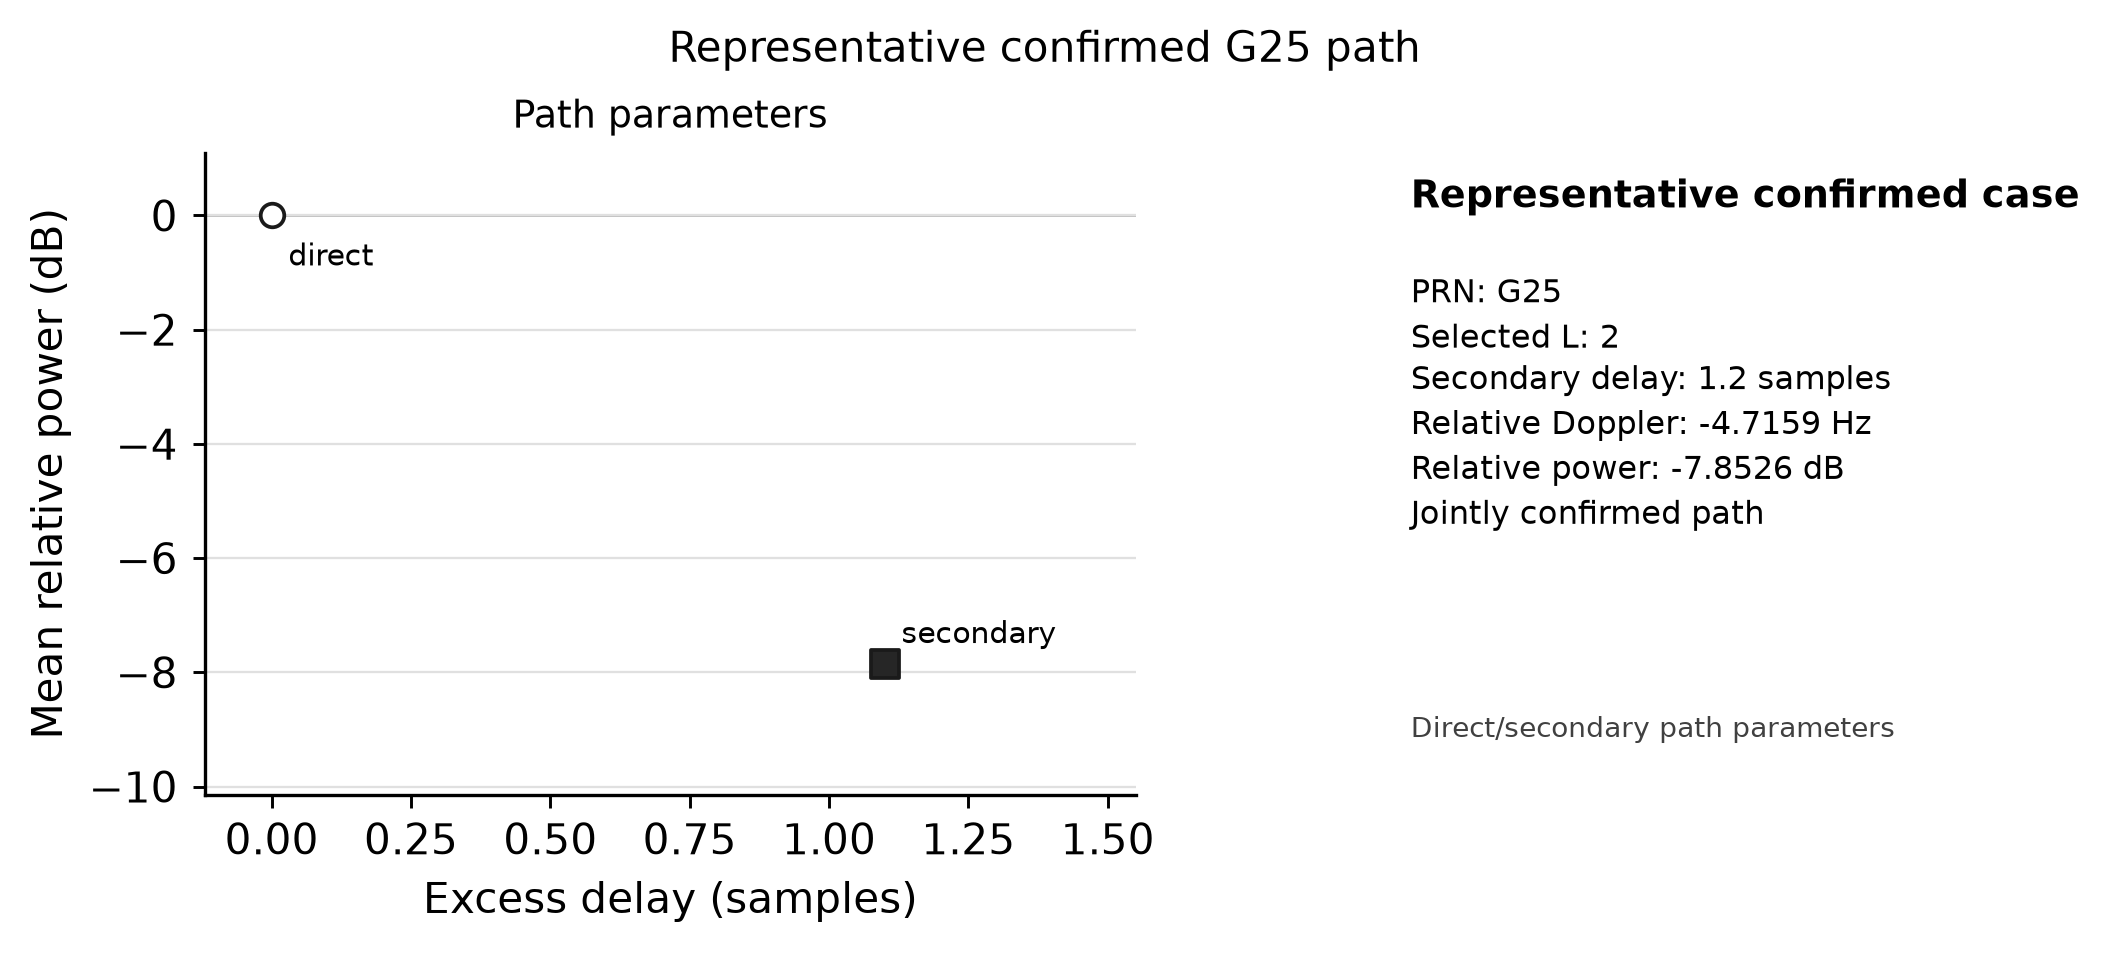 Representative confirmed G25 path
Path parameters
Mean relative power (dB)
0
−2
−4
−6
−8
−10
direct
secondary
0.00 0.25 0.50 0.75 1.00 1.25 1.50
Excess delay (samples)
Representative confirmed case
PRN: G25
Selected L: 2
Secondary delay: 1.2 samples
Relative Doppler: -4.7159 Hz
Relative power: -7.8526 dB
Jointly confirmed path
Direct/secondary path parameters